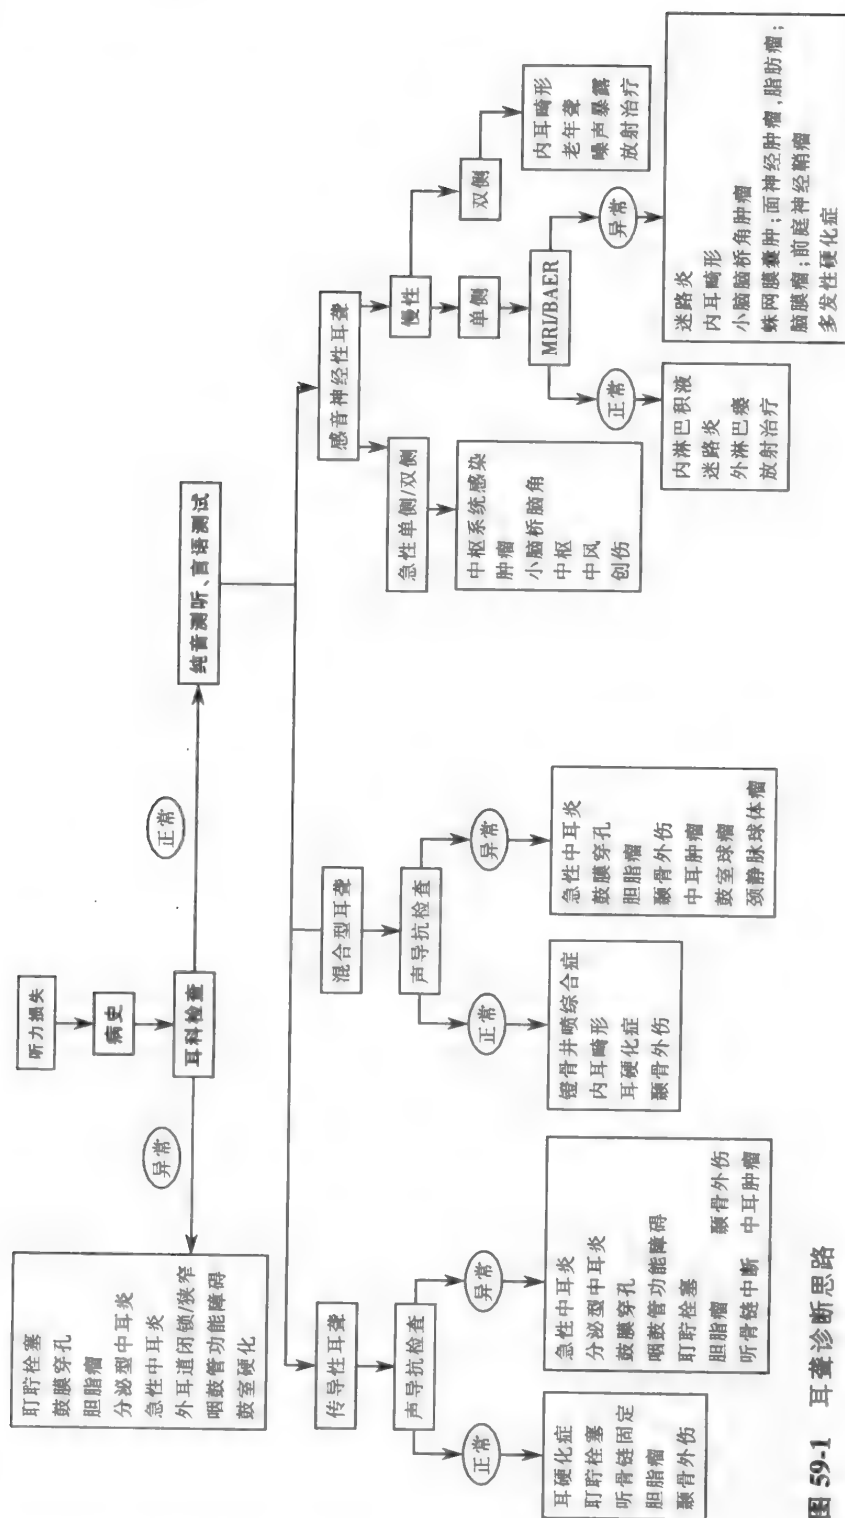 听力损失
病史
耳科检查
异常
正常
耵聍栓塞
鼓膜穿孔
胆脂瘤
分泌型中耳炎
急性中耳炎
外耳道闭锁/狭窄
咽鼓管功能障碍
鼓室硬化
纯音测听、言语测试
传导性耳聋
声导抗检查
正常
异常
耳硬化症
耵聍栓塞
听骨链固定
胆脂瘤
颞骨外伤
急性中耳炎
分泌型中耳炎
鼓膜穿孔
咽鼓管功能障碍
耵聍栓塞
胆脂瘤 颞骨外伤
听骨链中断 中耳肿瘤
混合型耳聋
声导抗检查
正常
异常
镫骨井喷综合症
内耳畸形
耳硬化症
颞骨外伤
急性中耳炎
鼓膜穿孔
胆脂瘤
颞骨外伤
中耳肿瘤
鼓室球瘤
颈静脉球体瘤
感音神经性耳聋
急性单侧/双侧
中枢系统感染
肿瘤
小脑桥脑角
中枢
中风
创伤
慢性
单侧
双侧
内耳畸形
老年聋
噪声暴露
放射治疗
MRI/BAER
正常
异常
内淋巴积液
迷路炎
外淋巴瘘
放射治疗
迷路炎
内耳畸形
小脑脑桥角肿瘤
蛛网膜囊肿;面神经肿瘤,脂肪瘤;
脑膜瘤;前庭神经鞘瘤
多发性硬化症
图 59-1 耳聋诊断思路